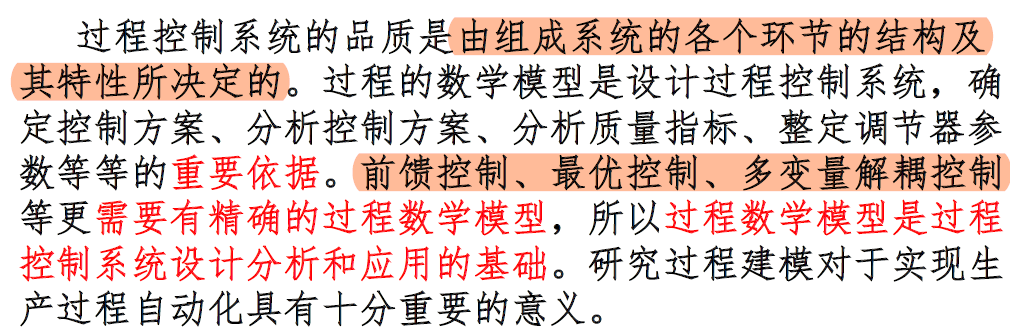 过程控制系统的品质是由组成系统的各个环节的结构及
其特性所决定的。过程的数学模型是设计过程控制系统，确
定控制方案、分析控制方案、分析质量指标、整定调节器参
数等等的重要依据。前馈控制、最优控制、多变量解耦控制
等更需要有精确的过程数学模型，所以过程数学模型是过程
控制系统设计分析和应用的基础。研究过程建模对于实现生
产过程自动化具有十分重要的意义。